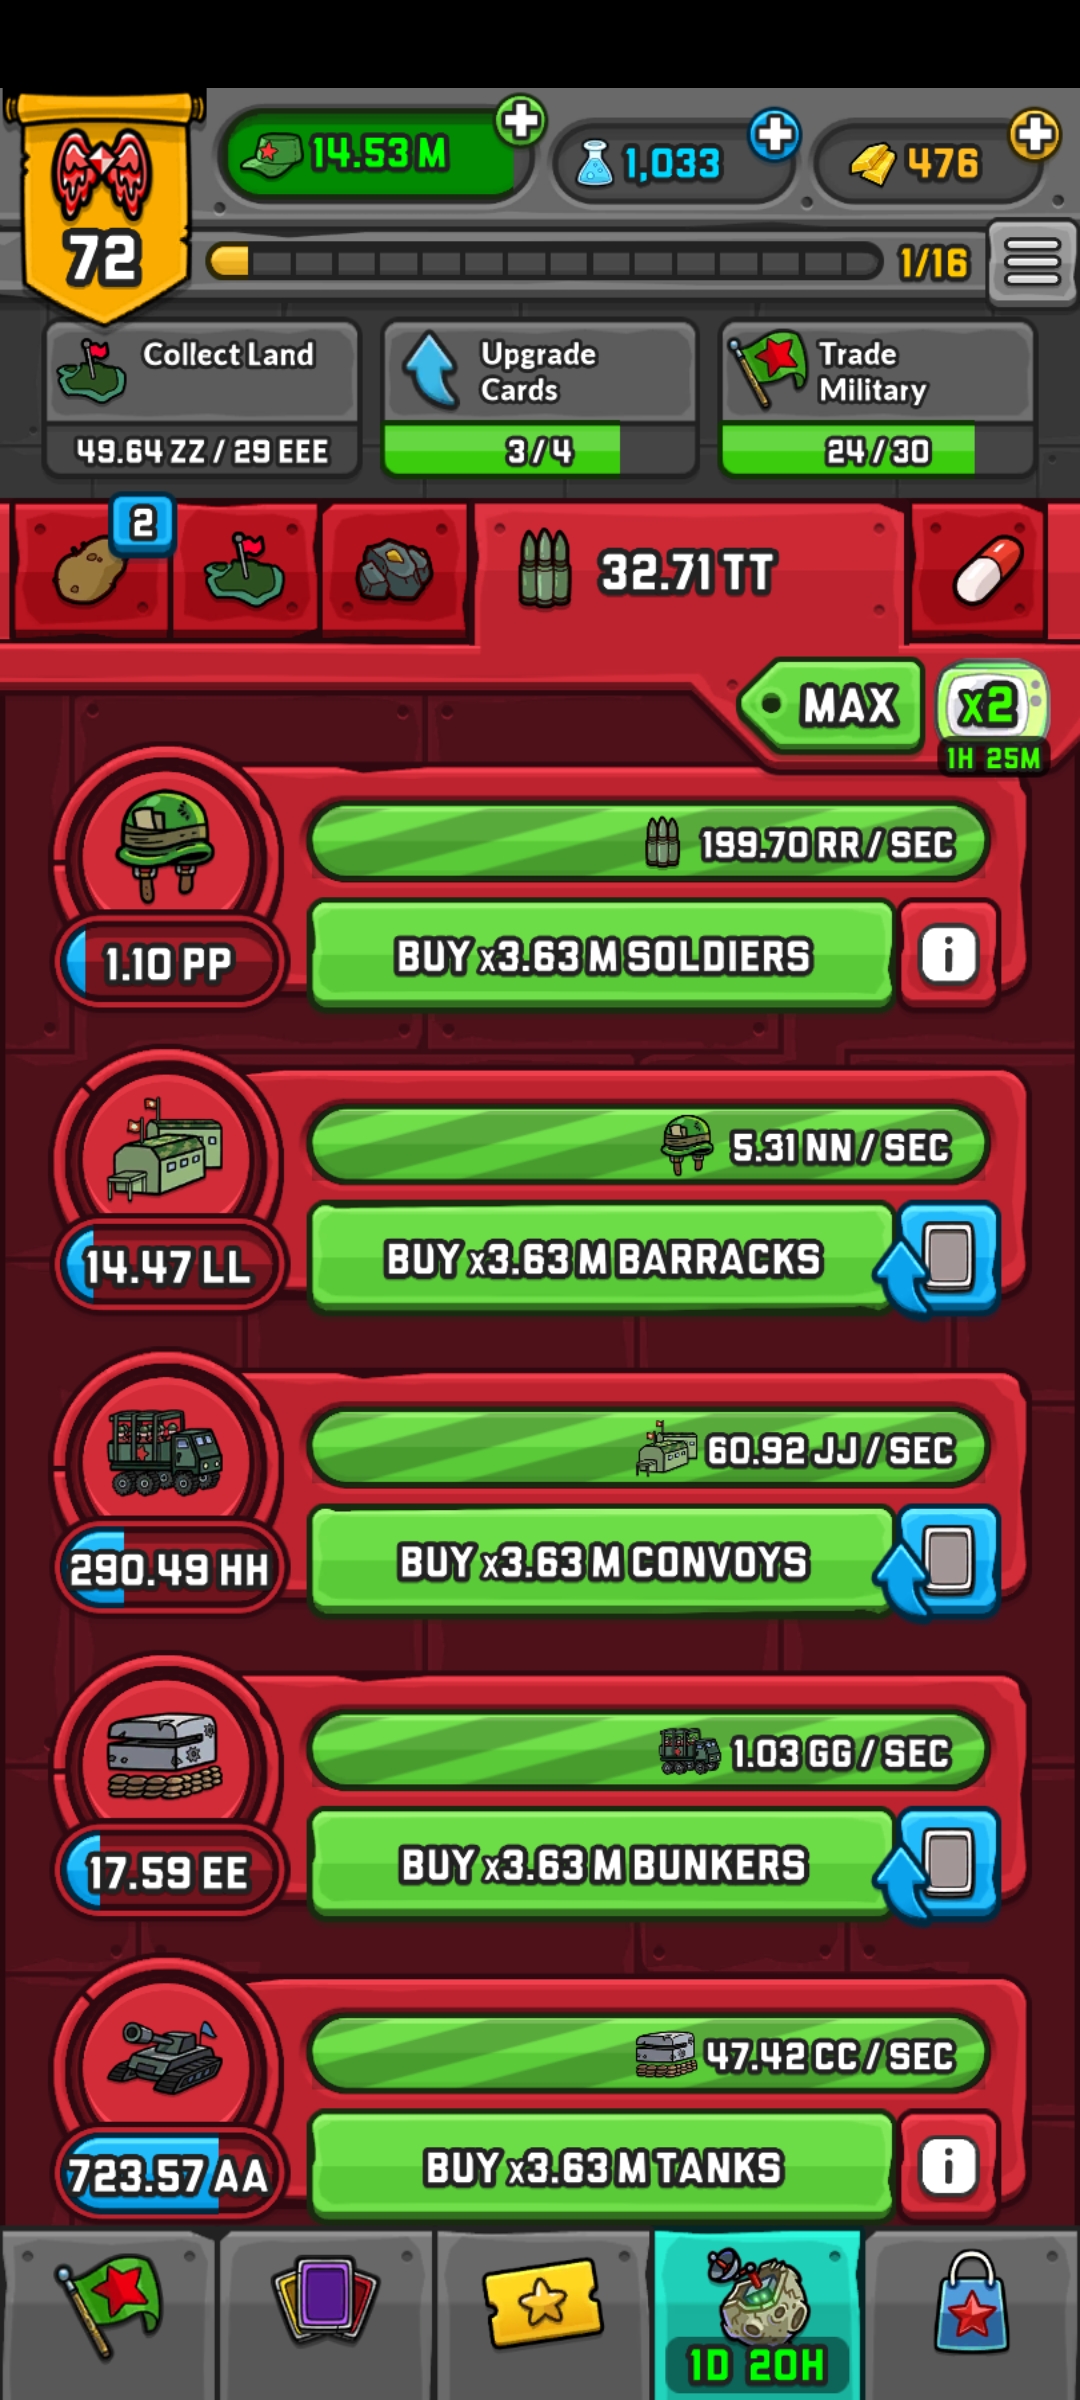 14.53 M
1,033
476
72
1/16
Collect Land
49.64 ZZ / 29 EEE
Upgrade
Cards
3/4
Trade
Military
24/30
2
32.71 TT
MAX
x2
1H 25M
199.70 RR / SEC
1.10 PP
BUY x3.63 M SOLDIERS
i
5.31 NN / SEC
14.47 LL
BUY x3.63 M BARRACKS
60.92 JJ / SEC
290.49 HH
BUY x3.63 M CONVOYS
1.03 GG / SEC
17.59 EE
BUY x3.63 M BUNKERS
47.42 CC / SEC
723.57 AA
BUY x3.63 M TANKS
i
1D 20H